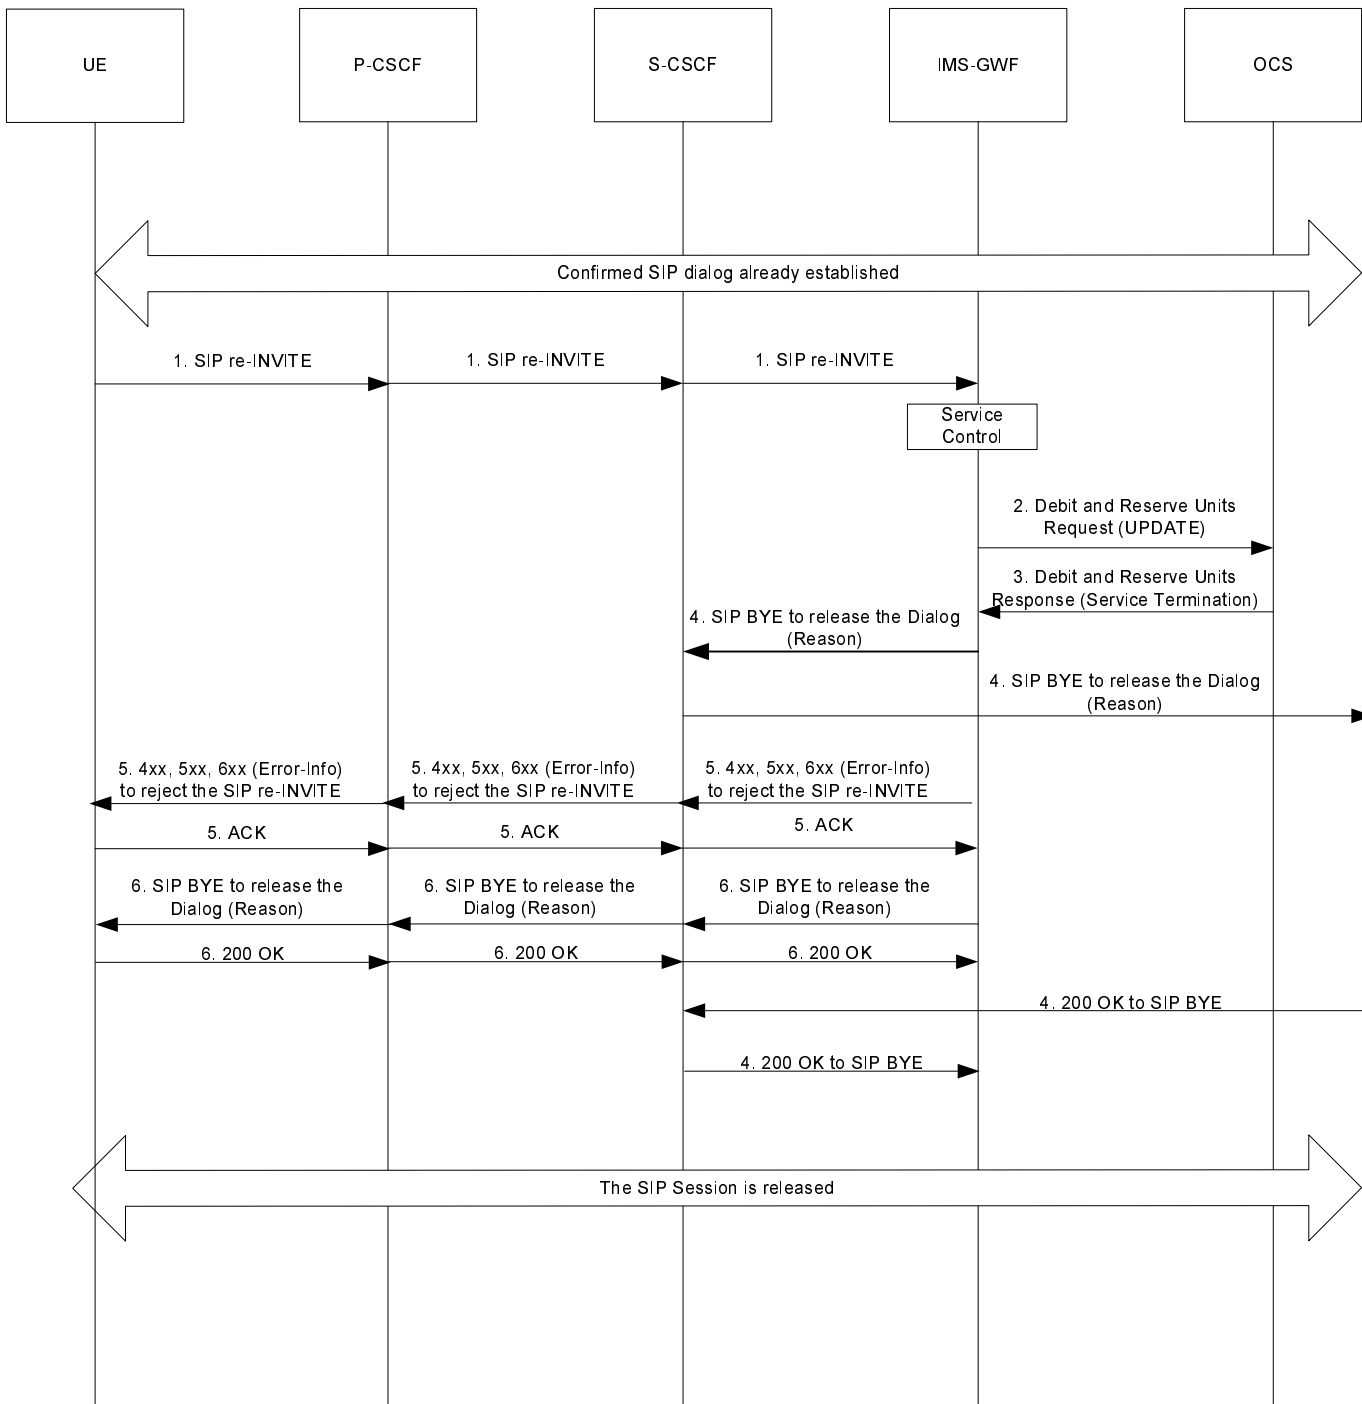 UE
P-CSCF
S-CSCF
IMS-GWF
OCS
Confirmed SIP dialog already established
1. SIP re-INVITE
1. SIP re-INVITE
1. SIP re-INVITE
Service
Control
2. Debit and Reserve Units
Request (UPDATE)
3. Debit and Reserve Units
Response (Service Termination)
4. SIP BYE to release the Dialog
(Reason)
4. SIP BYE to release the Dialog
(Reason)
5. 4xx, 5xx, 6xx (Error-Info)
to reject the SIP re-INVITE
5. 4xx, 5xx, 6xx (Error-Info)
to reject the SIP re-INVITE
5. 4xx, 5xx, 6xx (Error-Info)
to reject the SIP re-INVITE
5. ACK
5. ACK
5. ACK
6. SIP BYE to release the
Dialog (Reason)
6. SIP BYE to release the
Dialog (Reason)
6. SIP BYE to release the
Dialog (Reason)
6. 200 OK
6. 200 OK
6. 200 OK
4. 200 OK to SIP BYE
4. 200 OK to SIP BYE
The SIP Session is released